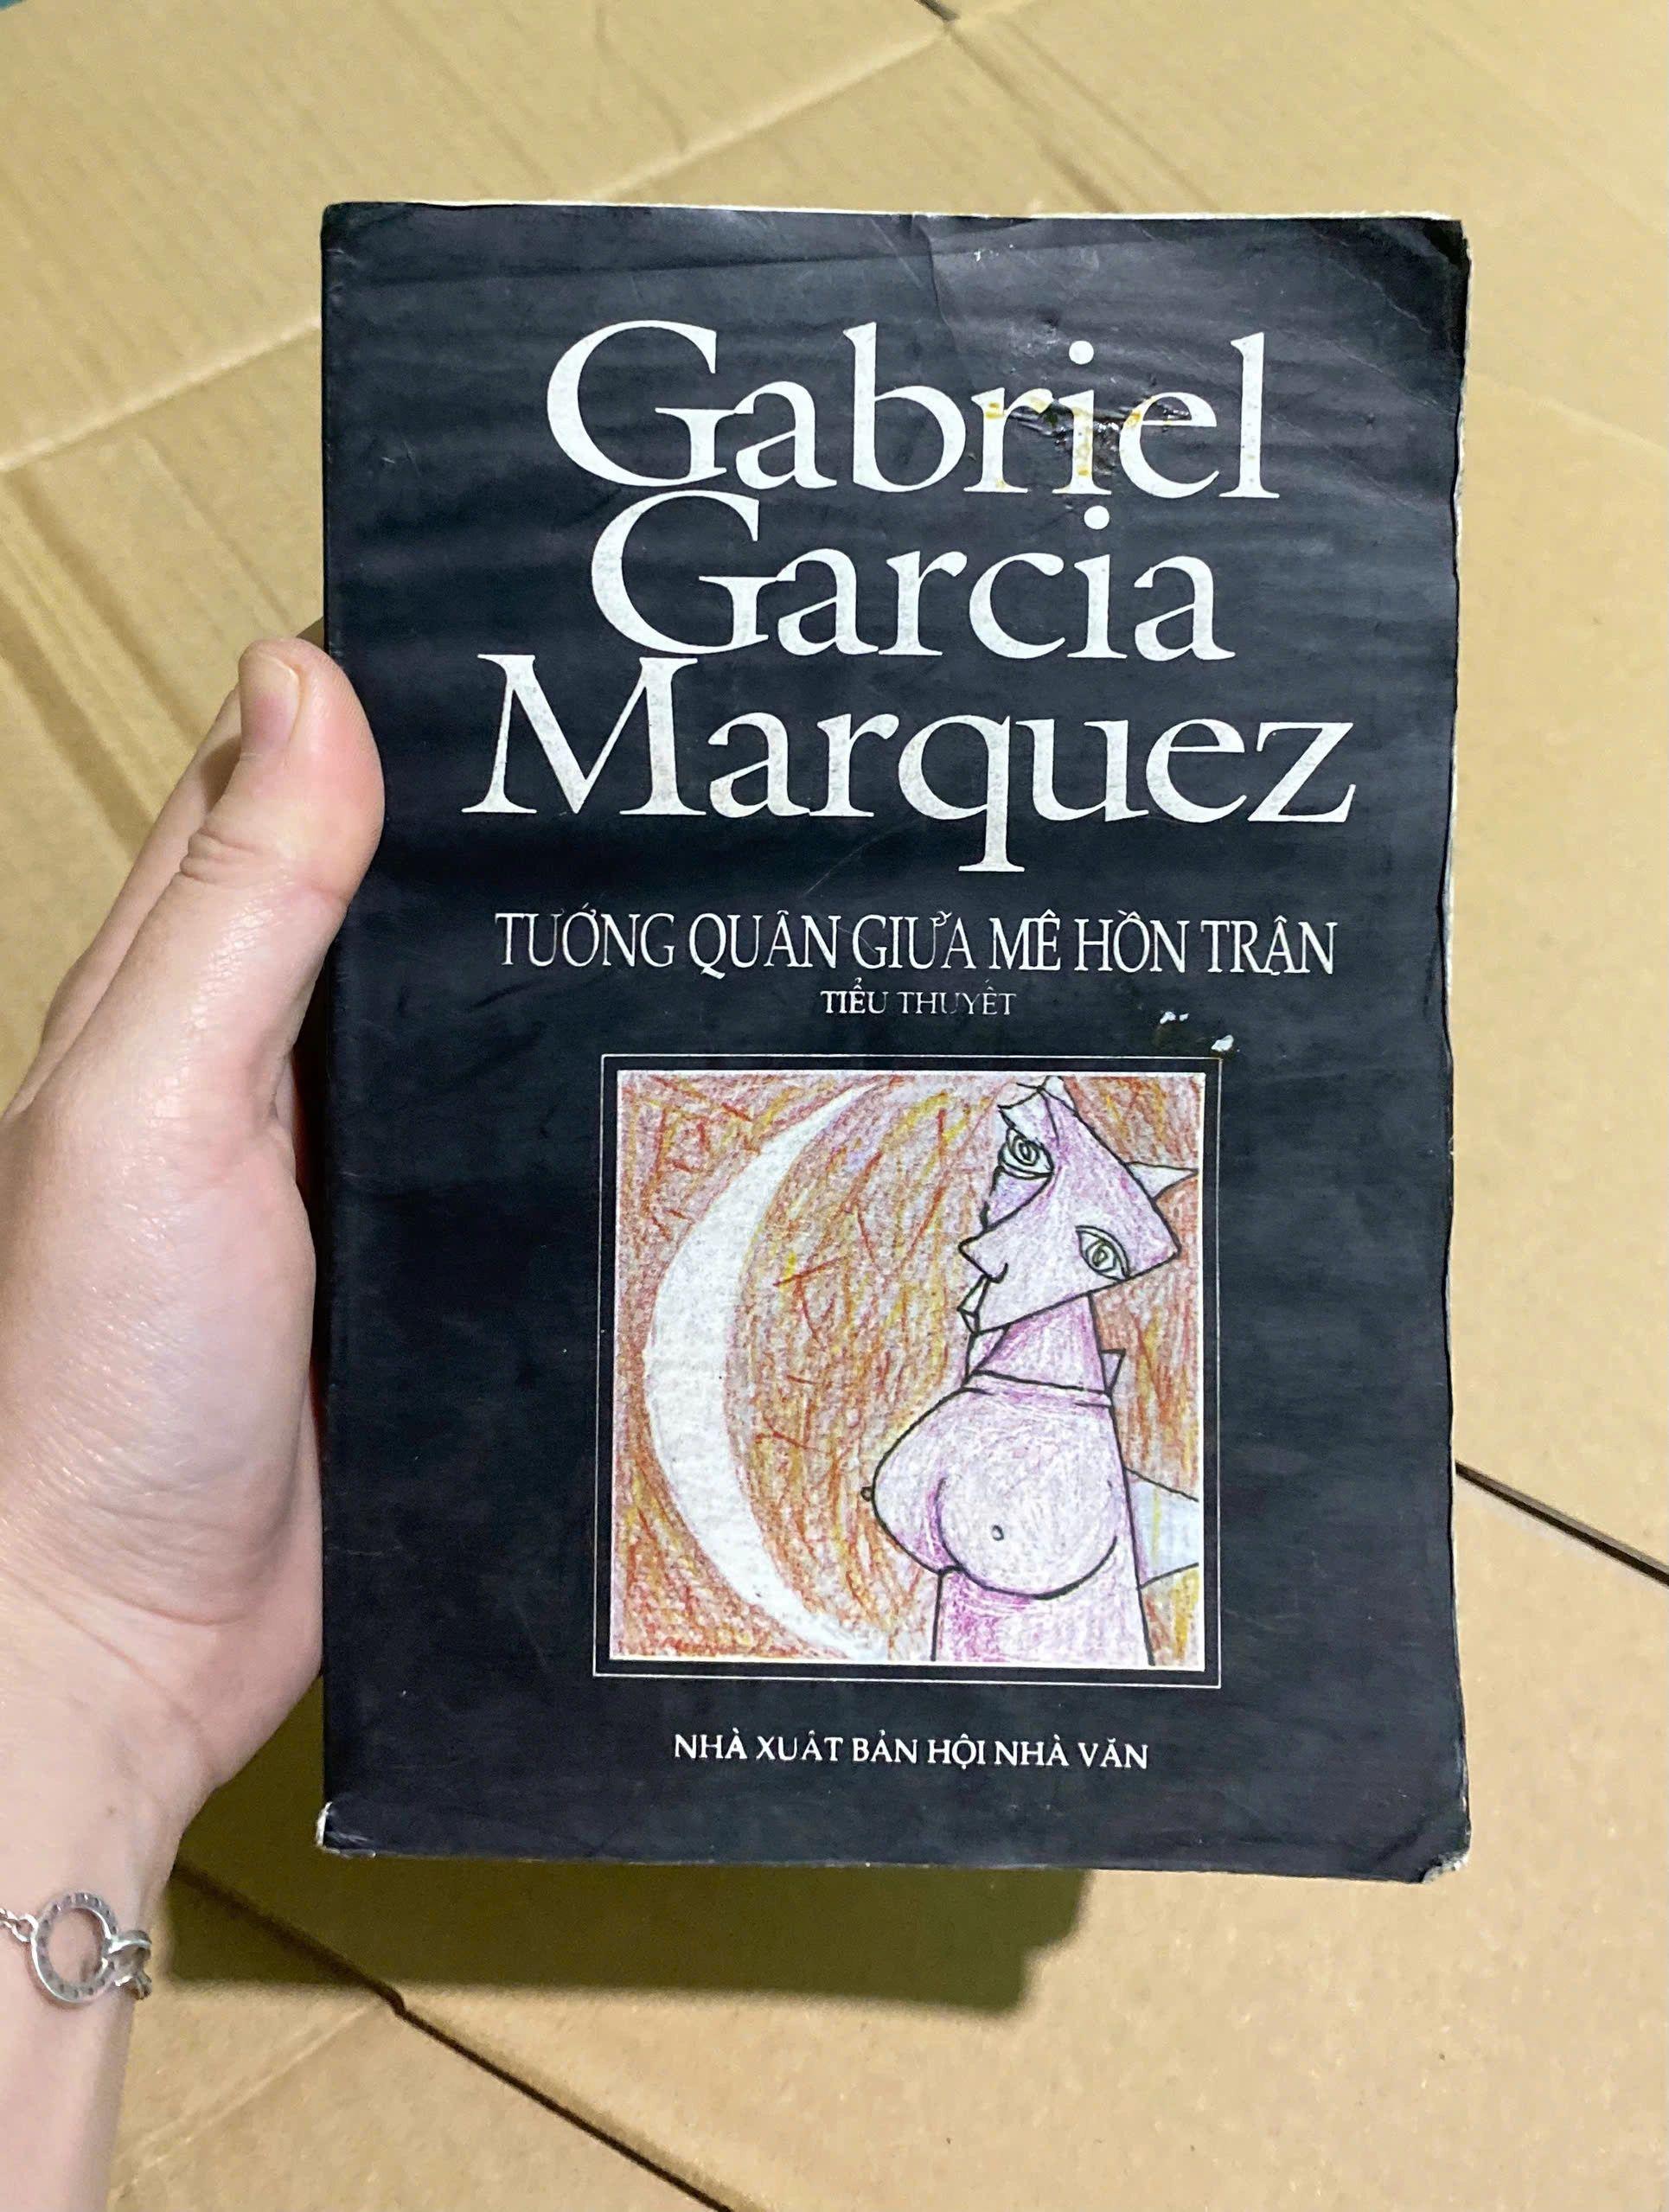 Gabriel
Garcia
Marquez
TƯỚNG QUÂN GIỮA MÊ HỒN TRẬN
TIỂU THUYẾT
NHÀ XUẤT BẢN HỘI NHÀ VĂN